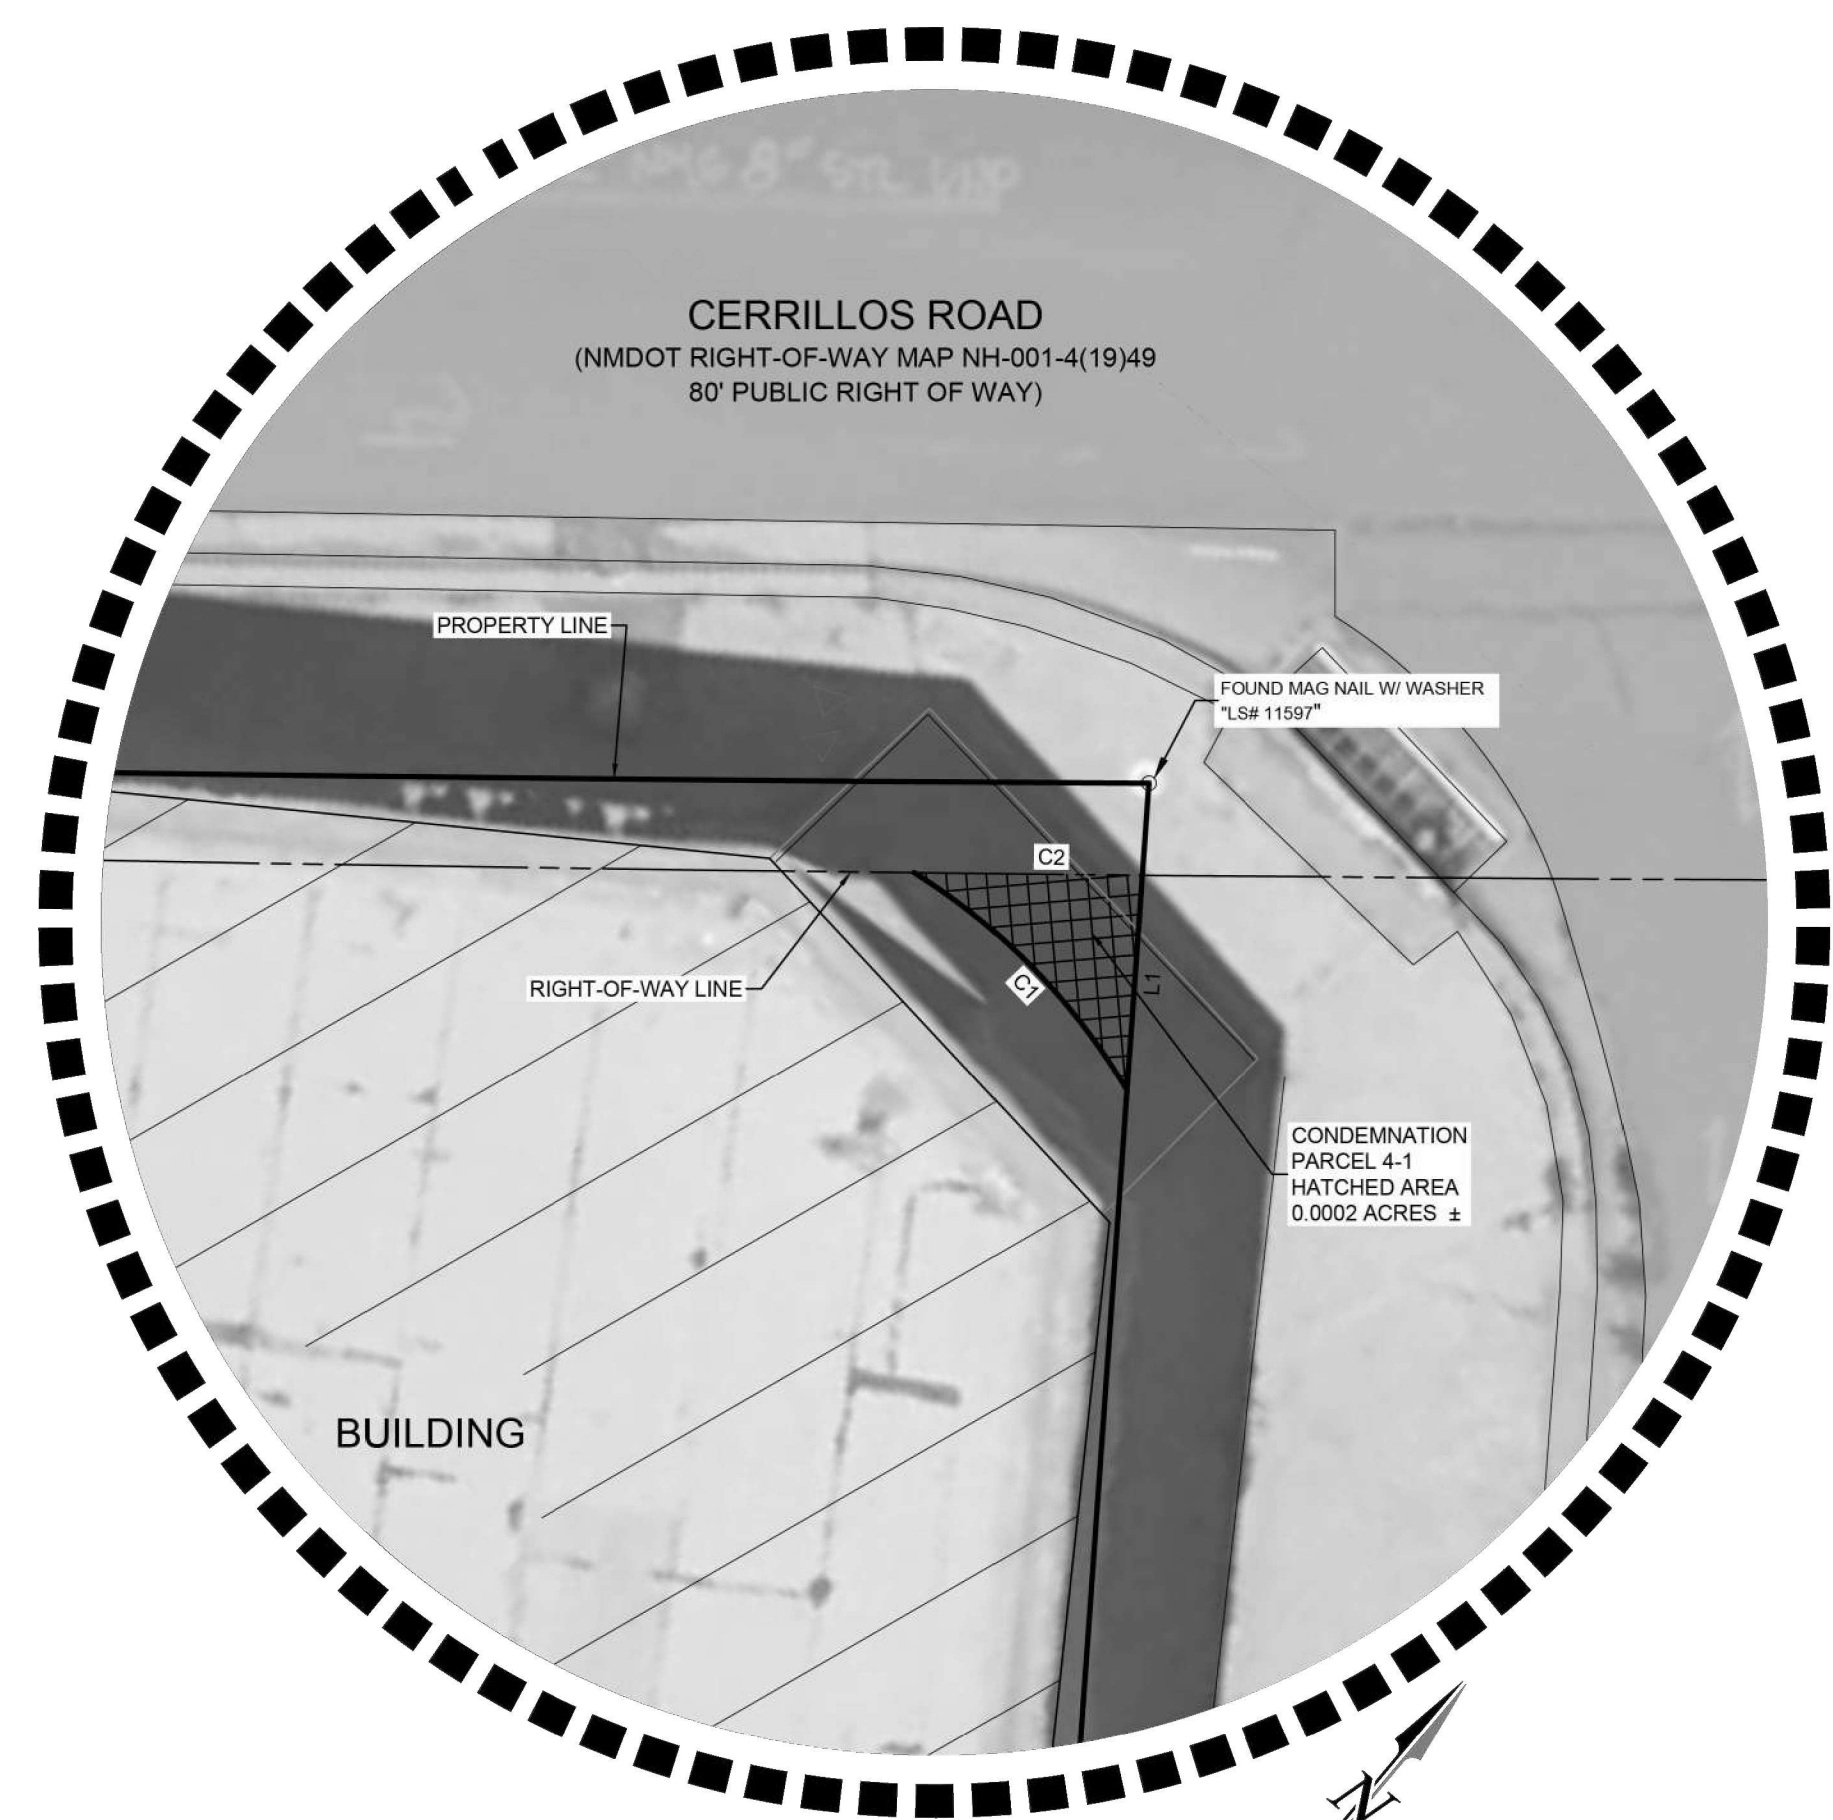 8" STL
CERRILLOS ROAD
(NMDOT RIGHT-OF-WAY MAP NH-001-4(19)49
80' PUBLIC RIGHT OF WAY)
PROPERTY LINE
FOUND MAG NAIL W/ WASHER
"LS# 11597"
C2
RIGHT-OF-WAY LINE
C1
L1
CONDEMNATION
PARCEL 4-1
HATCHED AREA
0.0002 ACRES ±
BUILDING
N